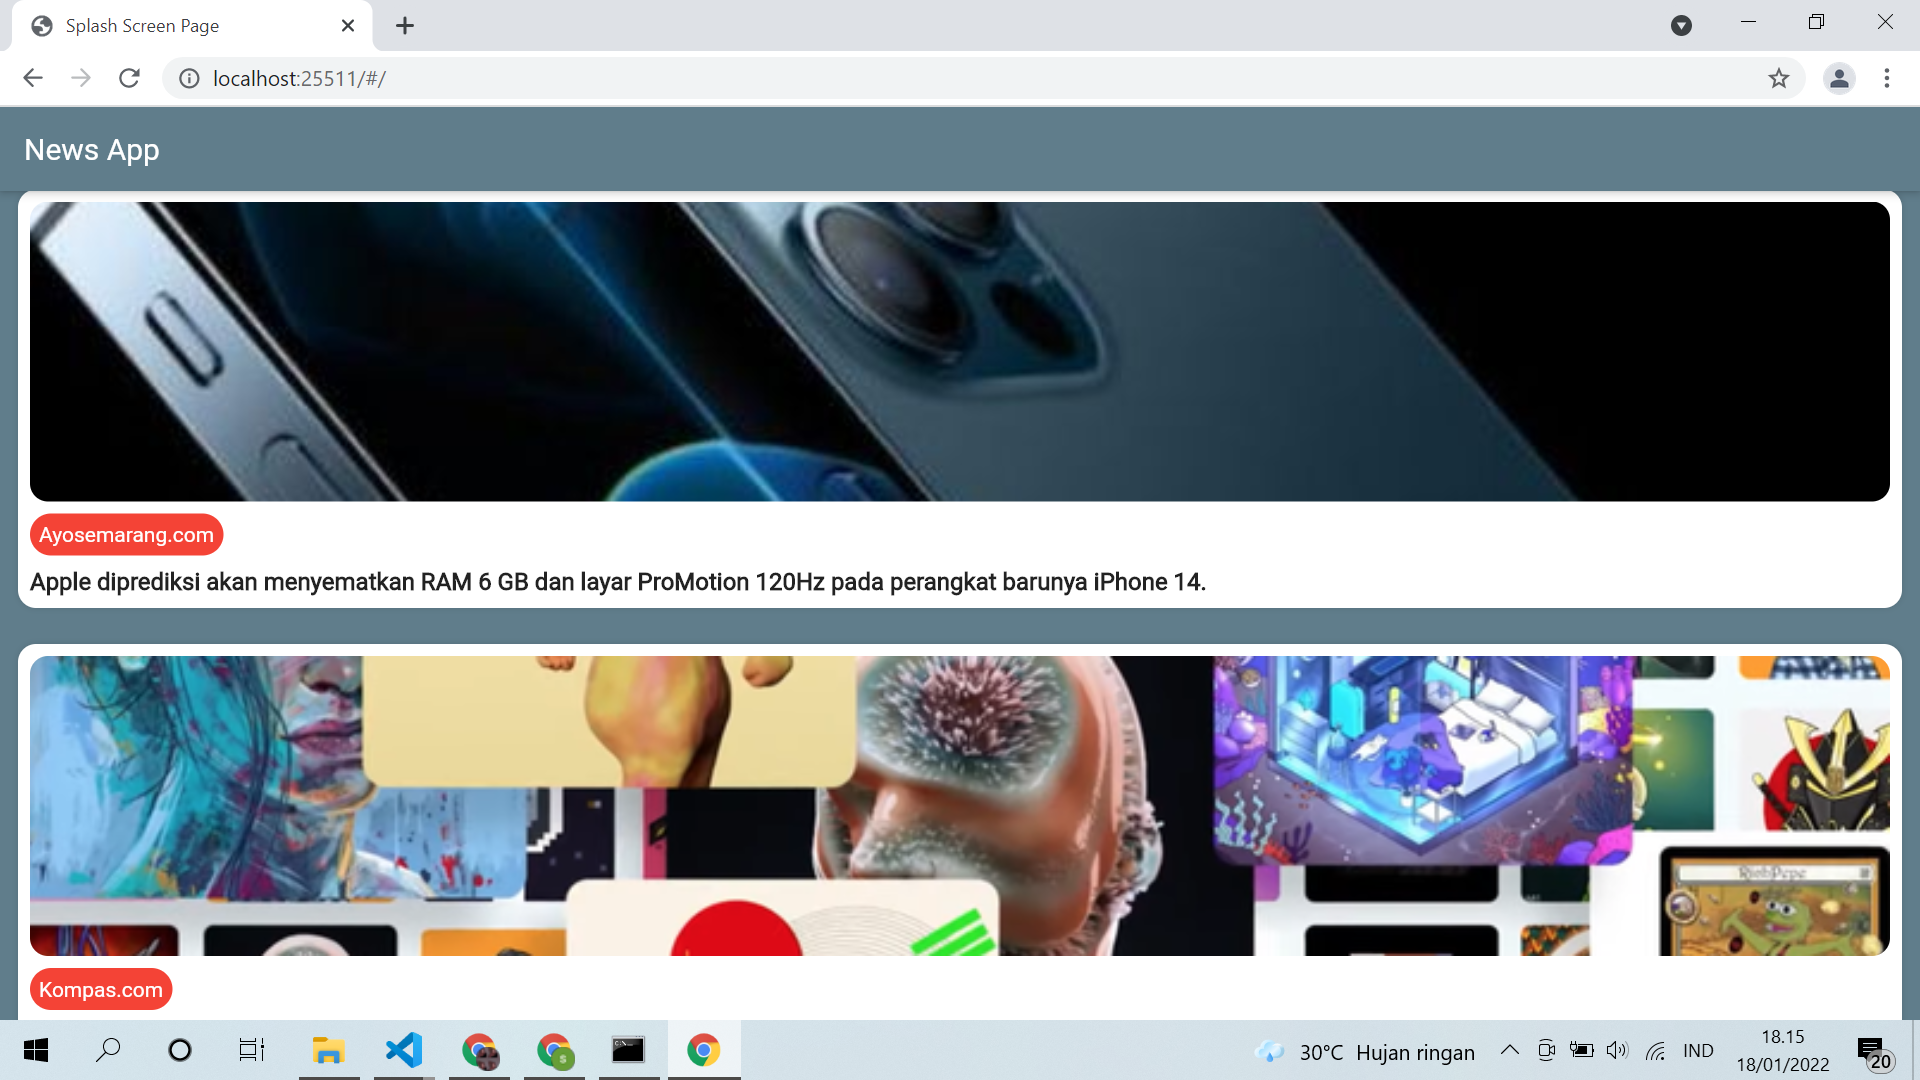 Splash Screen Page
localhost:25511/#/
News App
Ayosemarang.com
Apple diprediksi akan menyematkan RAM 6 GB dan layar ProMotion 120Hz pada perangkat barunya iPhone 14.
RichPepe
Kompas.com
30°C Hujan ringan
IND
18.15
18/01/2022
20